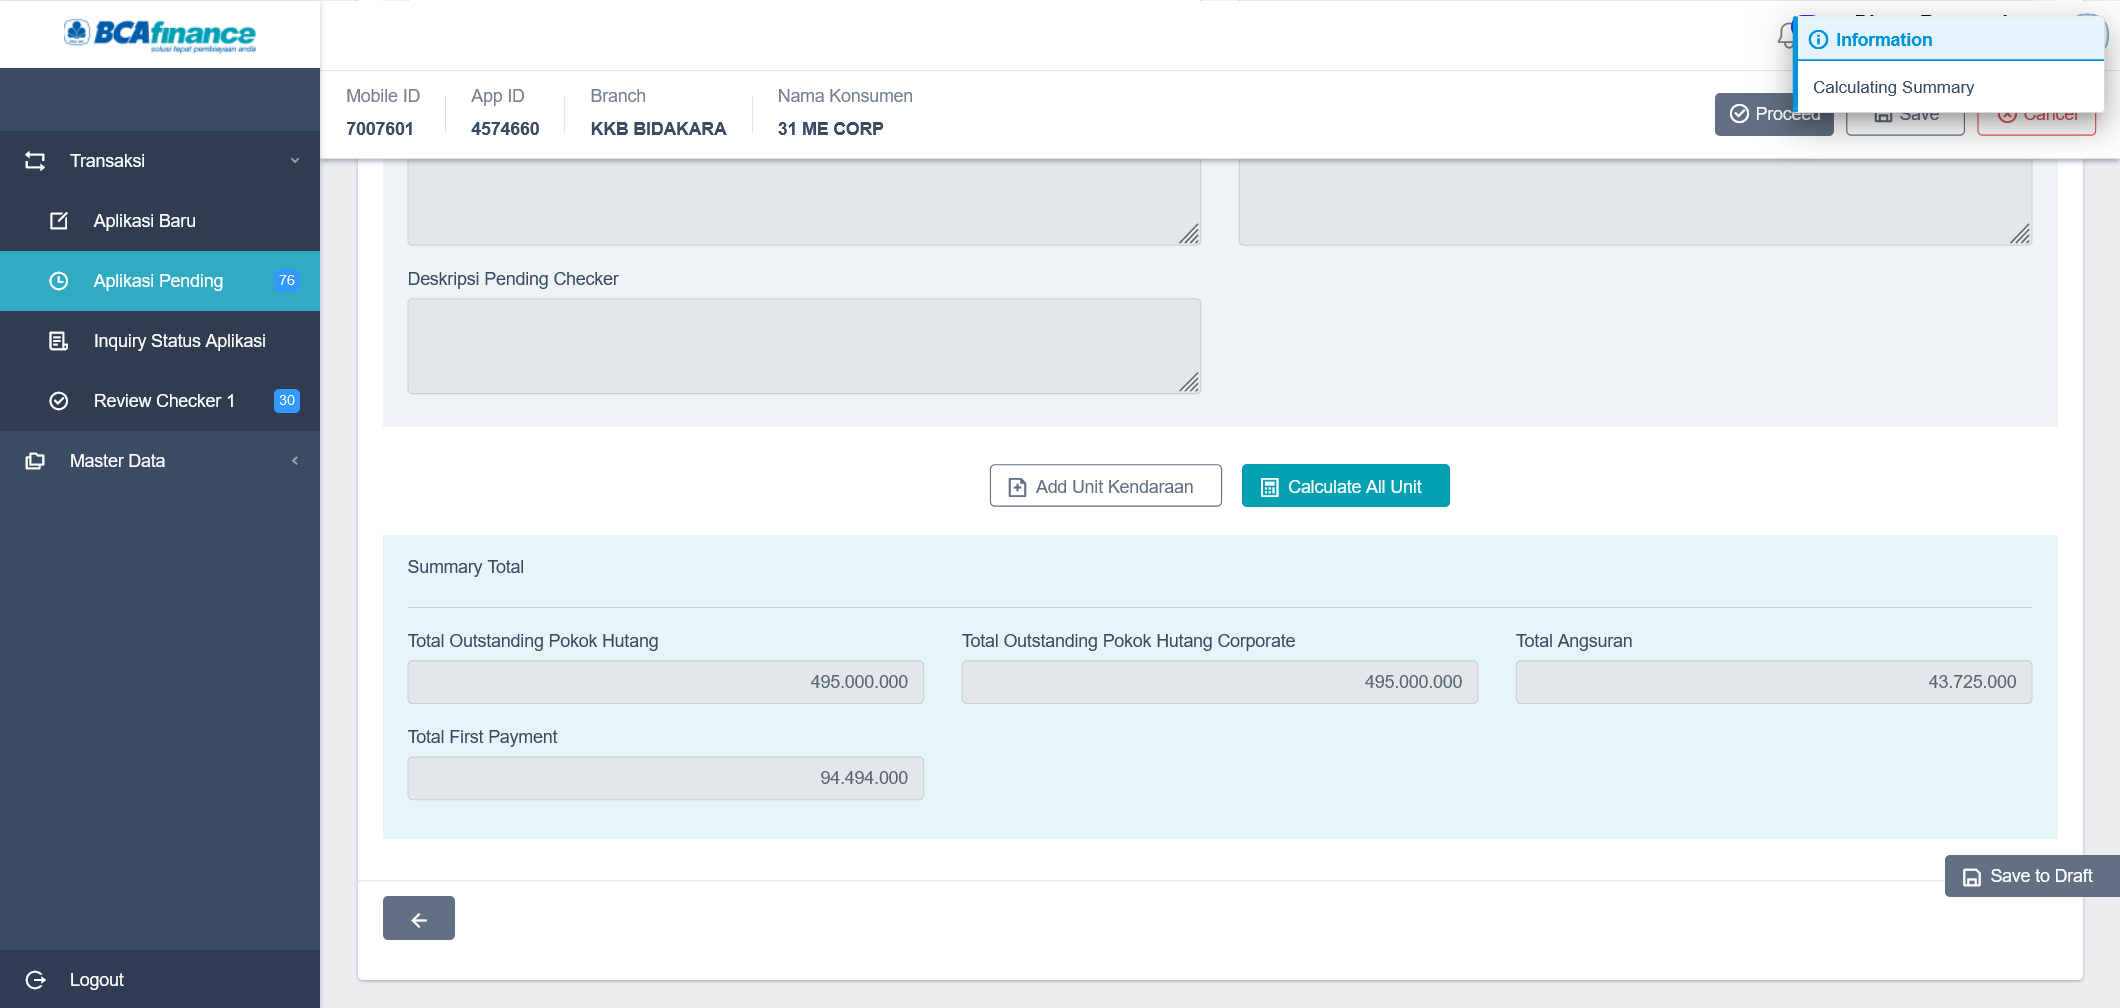 BCAfinance
solusi tepat pembiayaan anda
Information
Calculating Summary
Mobile ID
7007601
App ID
4574660
Branch
KKB BIDAKARA
Nama Konsumen
31 ME CORP
Proceed
Save
Cancel
Transaksi
Aplikasi Baru
Aplikasi Pending 76
Inquiry Status Aplikasi
Review Checker 1 30
Master Data
Logout
Deskripsi Pending Checker
Add Unit Kendaraan
Calculate All Unit
Summary Total
Total Outstanding Pokok Hutang
495.000.000
Total Outstanding Pokok Hutang Corporate
495.000.000
Total Angsuran
43.725.000
Total First Payment
94.494.000
Save to Draft